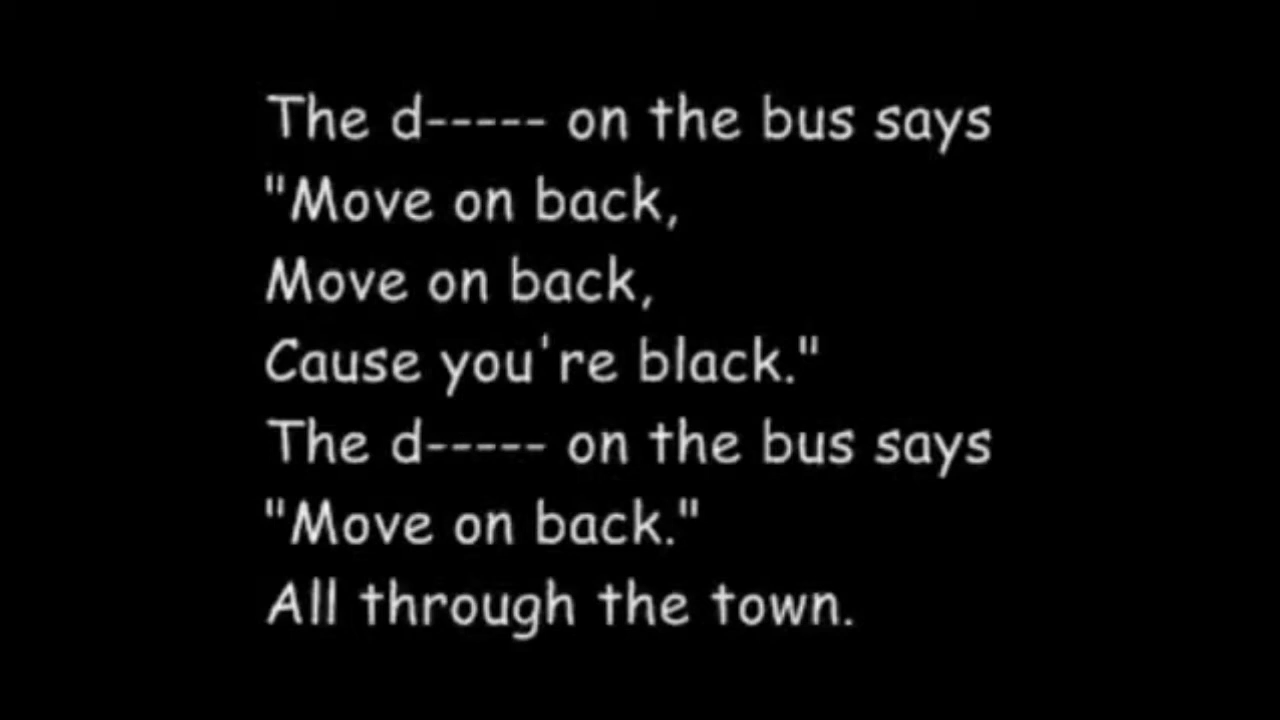 The d----- on the bus says
"Move on back,
Move on back,
Cause you're black."
The d----- on the bus says
"Move on back."
All through the town.